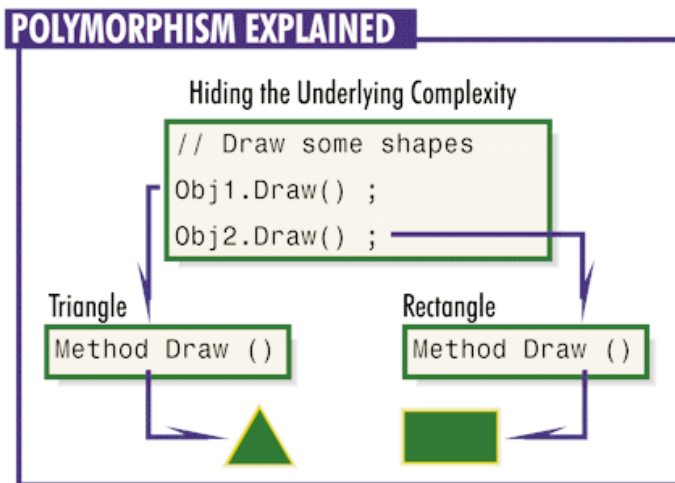 POLYMORPHISM EXPLAINED
Hiding the Underlying Complexity
// Draw some shapes
Obj1.Draw() ;
Obj2.Draw() ;
Triangle
Method Draw ()
Rectangle
Method Draw ()